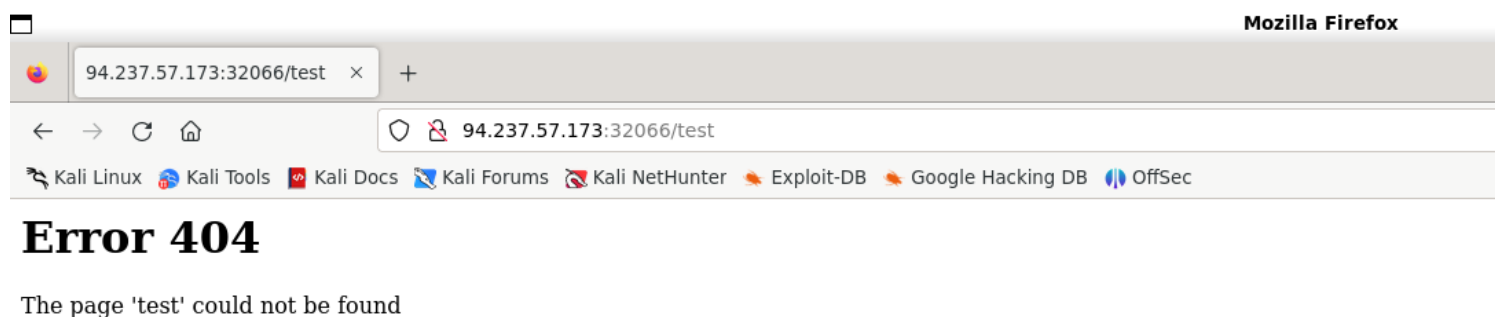 Mozilla Firefox
94.237.57.173:32066/test
94.237.57.173:32066/test
Kali Linux Kali Tools Kali Docs Kali Forums Kali NetHunter Exploit-DB Google Hacking DB OffSec
Error 404
The page 'test' could not be found